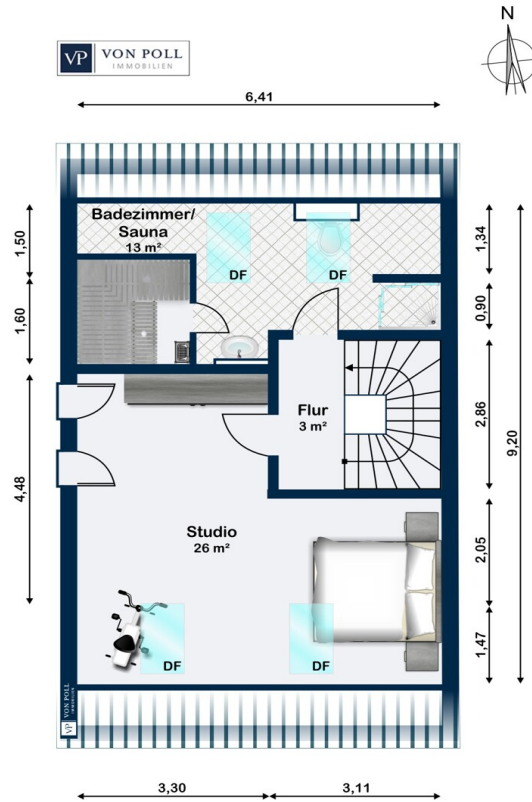 N
VP VON POLL
IMMOBILIEN
6,41
Badezimmer/
Sauna
13 m²
DF
DF
1,50
1,34
1,60
0,90
Flur
3 m²
2,86
9,20
4,48
Studio
26 m²
2,05
1,47
DF
DF
VP VON POLL
IMMOBILIEN
3,30
3,11